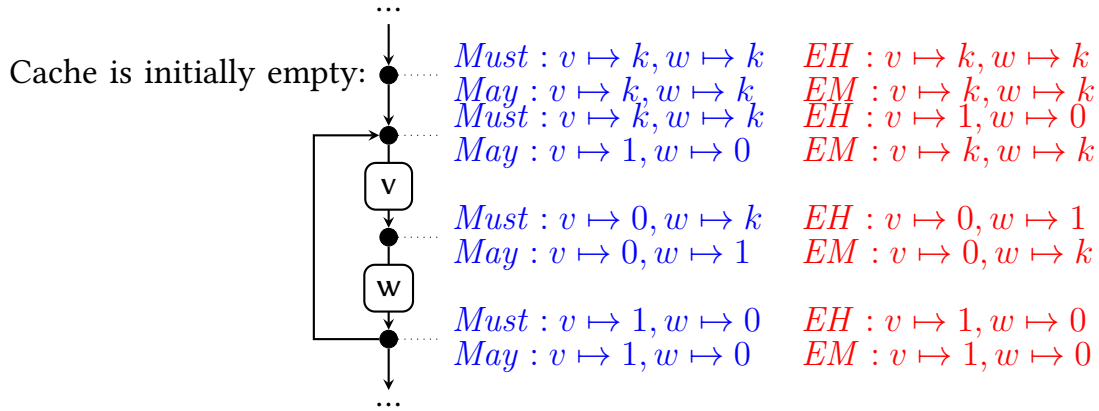 ...
Cache is initially empty:
Must : v ↦ k, w ↦ k EH : v ↦ k, w ↦ k
May : v ↦ k, w ↦ k EM : v ↦ k, w ↦ k
Must : v ↦ k, w ↦ k EH : v ↦ 1, w ↦ 0
May : v ↦ 1, w ↦ 0 EM : v ↦ k, w ↦ k
v
Must : v ↦ 0, w ↦ k EH : v ↦ 0, w ↦ 1
May : v ↦ 0, w ↦ 1 EM : v ↦ 0, w ↦ k
w
Must : v ↦ 1, w ↦ 0 EH : v ↦ 1, w ↦ 0
May : v ↦ 1, w ↦ 0 EM : v ↦ 1, w ↦ 0
...